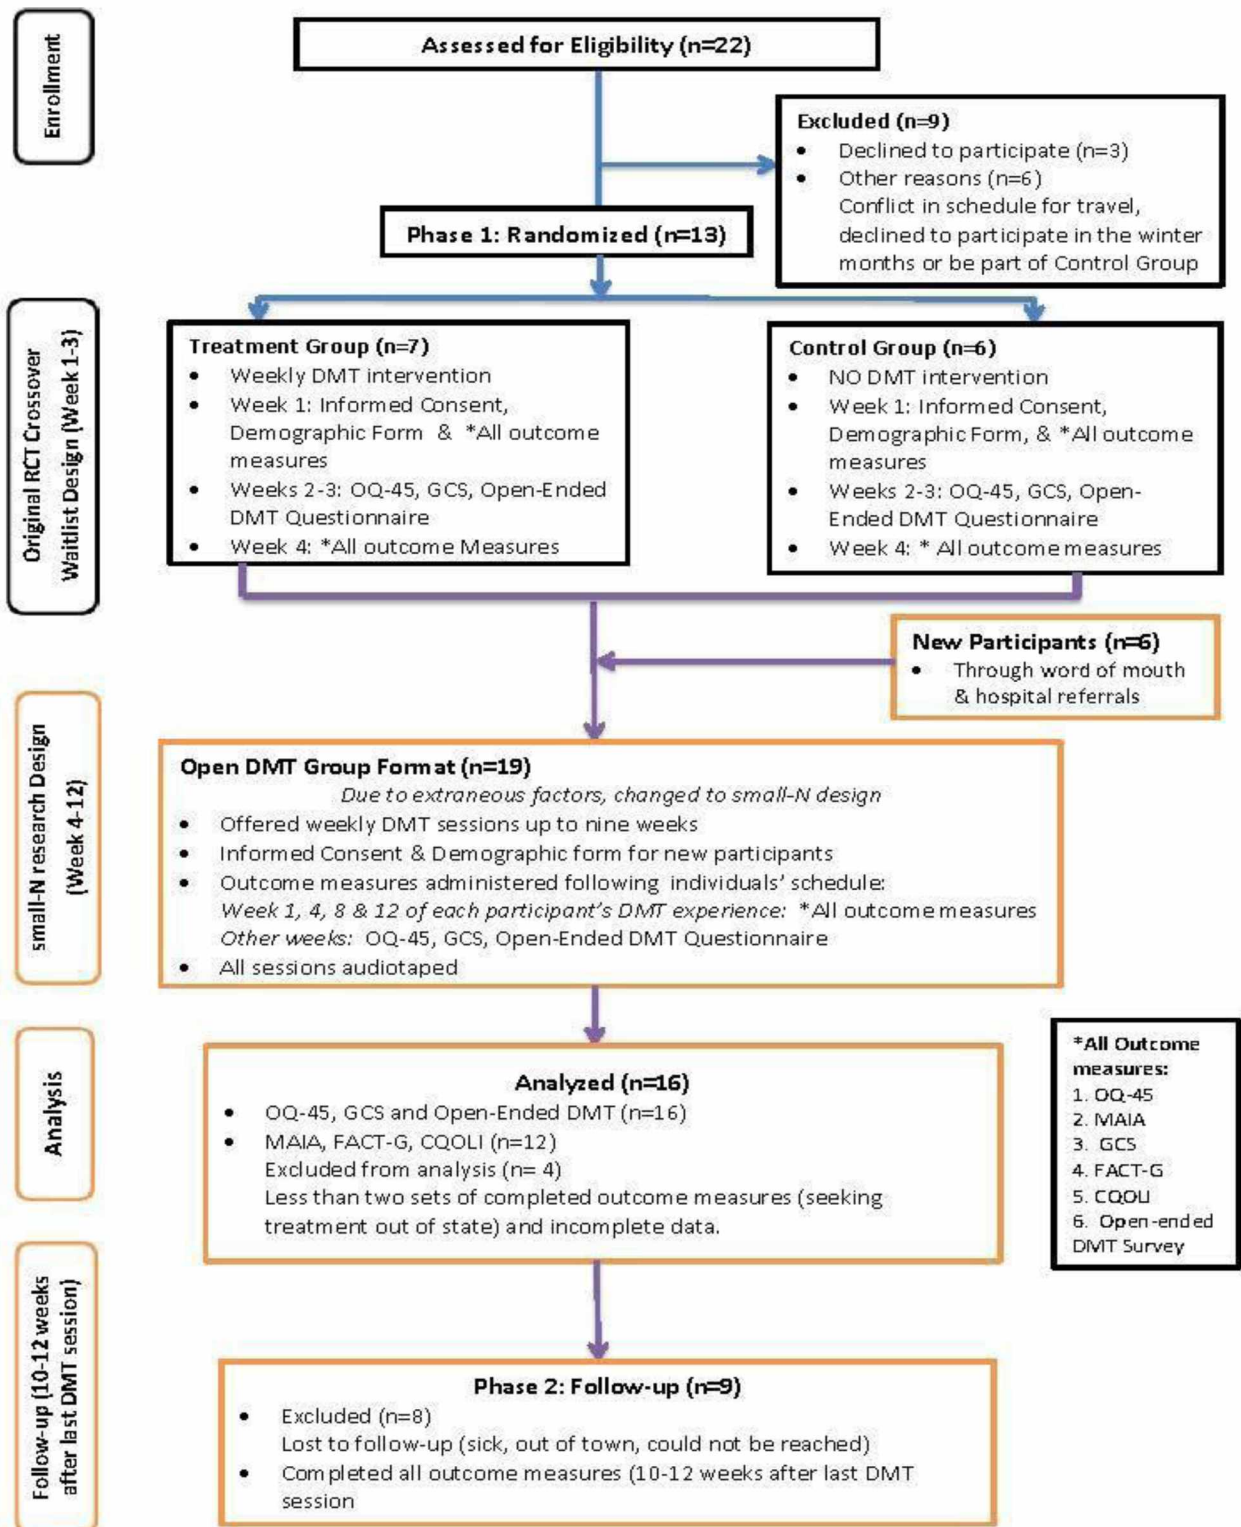 Enrollment
Assessed for Eligibility (n=22)
Excluded (n=9)
• Declined to participate (n=3)
• Other reasons (n=6)
Conflict in schedule for travel,
declined to participate in the winter
months or be part of Control Group
Phase 1: Randomized (n=13)
Original RCT Crossover
Waitlist Design (Week 1-3)
Treatment Group (n=7)
• Weekly DMT intervention
• Week 1: Informed Consent,
Demographic Form & *All outcome
measures
• Weeks 2-3: OQ-45, GCS, Open-Ended
DMT Questionnaire
• Week 4: *All outcome Measures
Control Group (n=6)
• NO DMT intervention
• Week 1: Informed Consent,
Demographic Form, & *All outcome
measures
• Weeks 2-3: OQ-45, GCS, Open-
Ended DMT Questionnaire
• Week 4: * All outcome measures
New Participants (n=6)
• Through word of mouth
& hospital referrals
small-N research Design
(Week 4-12)
Open DMT Group Format (n=19)
Due to extraneous factors, changed to small-N design
• Offered weekly DMT sessions up to nine weeks
• Informed Consent & Demographic form for new participants
• Outcome measures administered following individuals’ schedule:
Week 1, 4, 8 & 12 of each participant’s DMT experience: *All outcome measures
Other weeks: OQ-45, GCS, Open-Ended DMT Questionnaire
• All sessions audiotaped
Analysis
Analyzed (n=16)
• OQ-45, GCS and Open-Ended DMT (n=16)
• MAIA, FACT-G, CQOLI (n=12)
Excluded from analysis (n= 4)
Less than two sets of completed outcome measures (seeking
treatment out of state) and incomplete data.
*All Outcome
measures:
1. OQ-45
2. MAIA
3. GCS
4. FACT-G
5. CQOLI
6. Open-ended
DMT Survey
Follow-up (10-12 weeks
after last DMT session)
Phase 2: Follow-up (n=9)
• Excluded (n=8)
Lost to follow-up (sick, out of town, could not be reached)
• Completed all outcome measures (10-12 weeks after last DMT
session